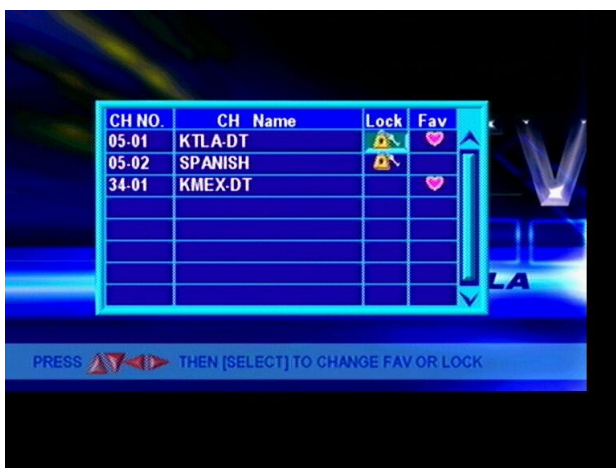 CH NO. CH Name Lock Fav
05-01 KTLA-DT
05-02 SPANISH
34-01 KMEX-DT
V
LA
PRESS THEN [SELECT] TO CHANGE FAV OR LOCK